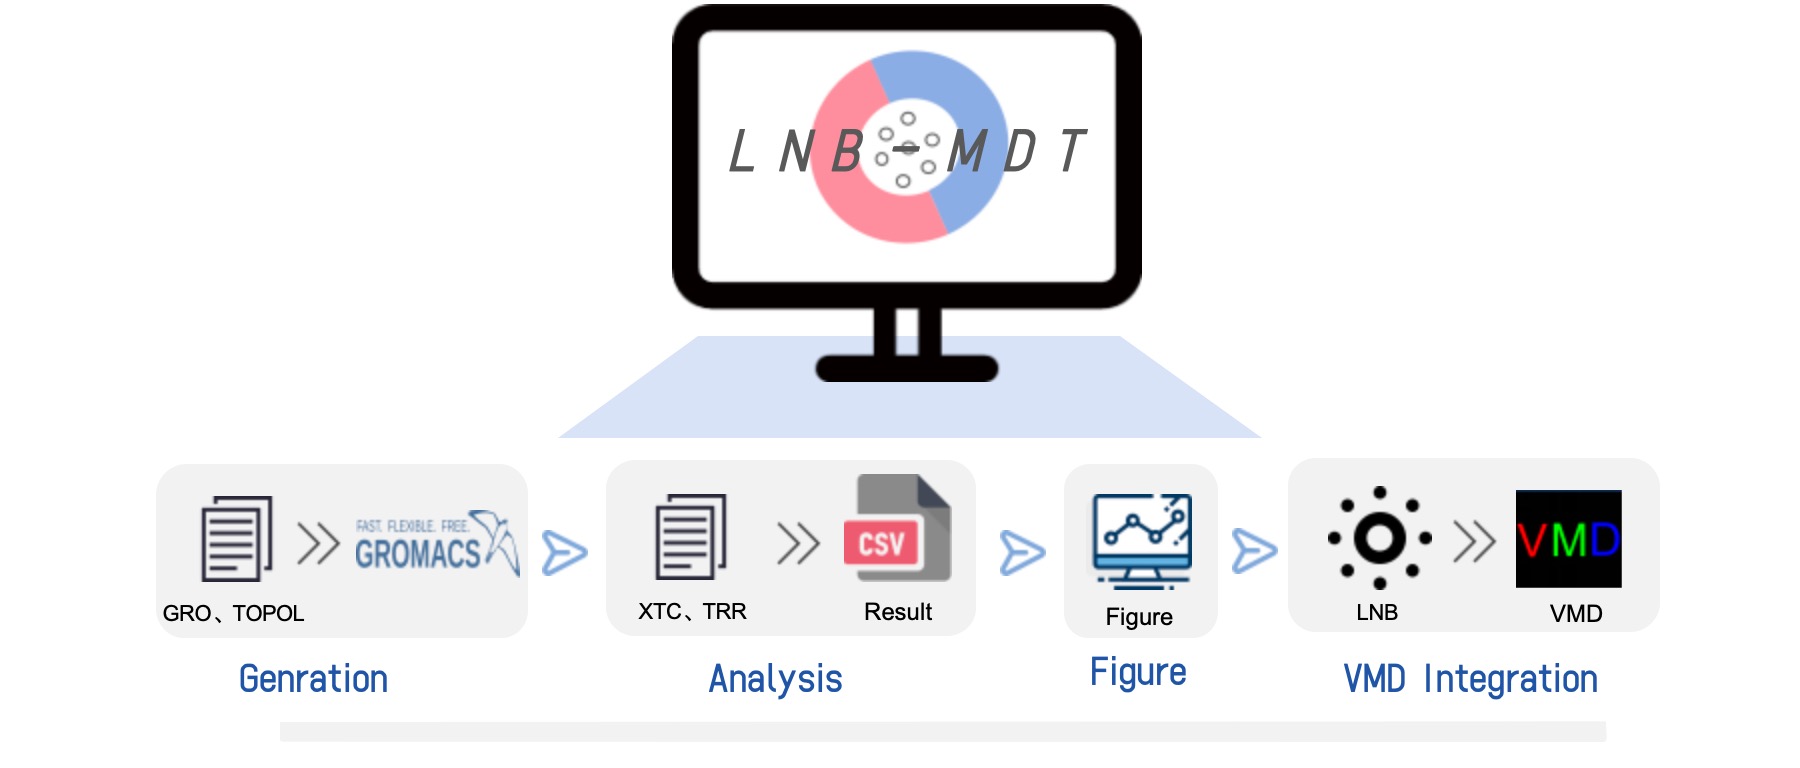 LNB-MDT
FAST. FLEXIBLE. FREE.
GROMACS
GRO、TOPOL
Genration
XTC、TRR
CSV
Result
Analysis
Figure
Figure
LNB
VMD
VMD
VMD Integration